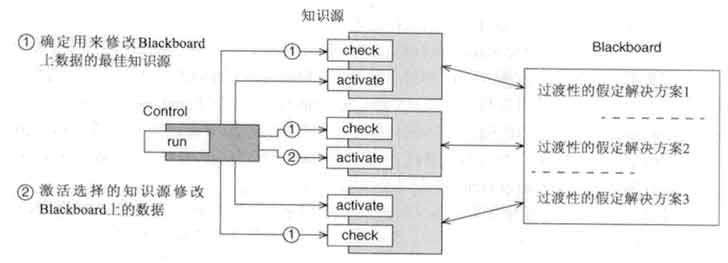 知识源
① 确定用来修改Blackboard
上数据的最佳知识源
① check
activate
Blackboard
过渡性的假定解决方案1
Control
run
① check
② activate
过渡性的假定解决方案2
② 激活选择的知识源修改
Blackboard上的数据
activate
① check
过渡性的假定解决方案3